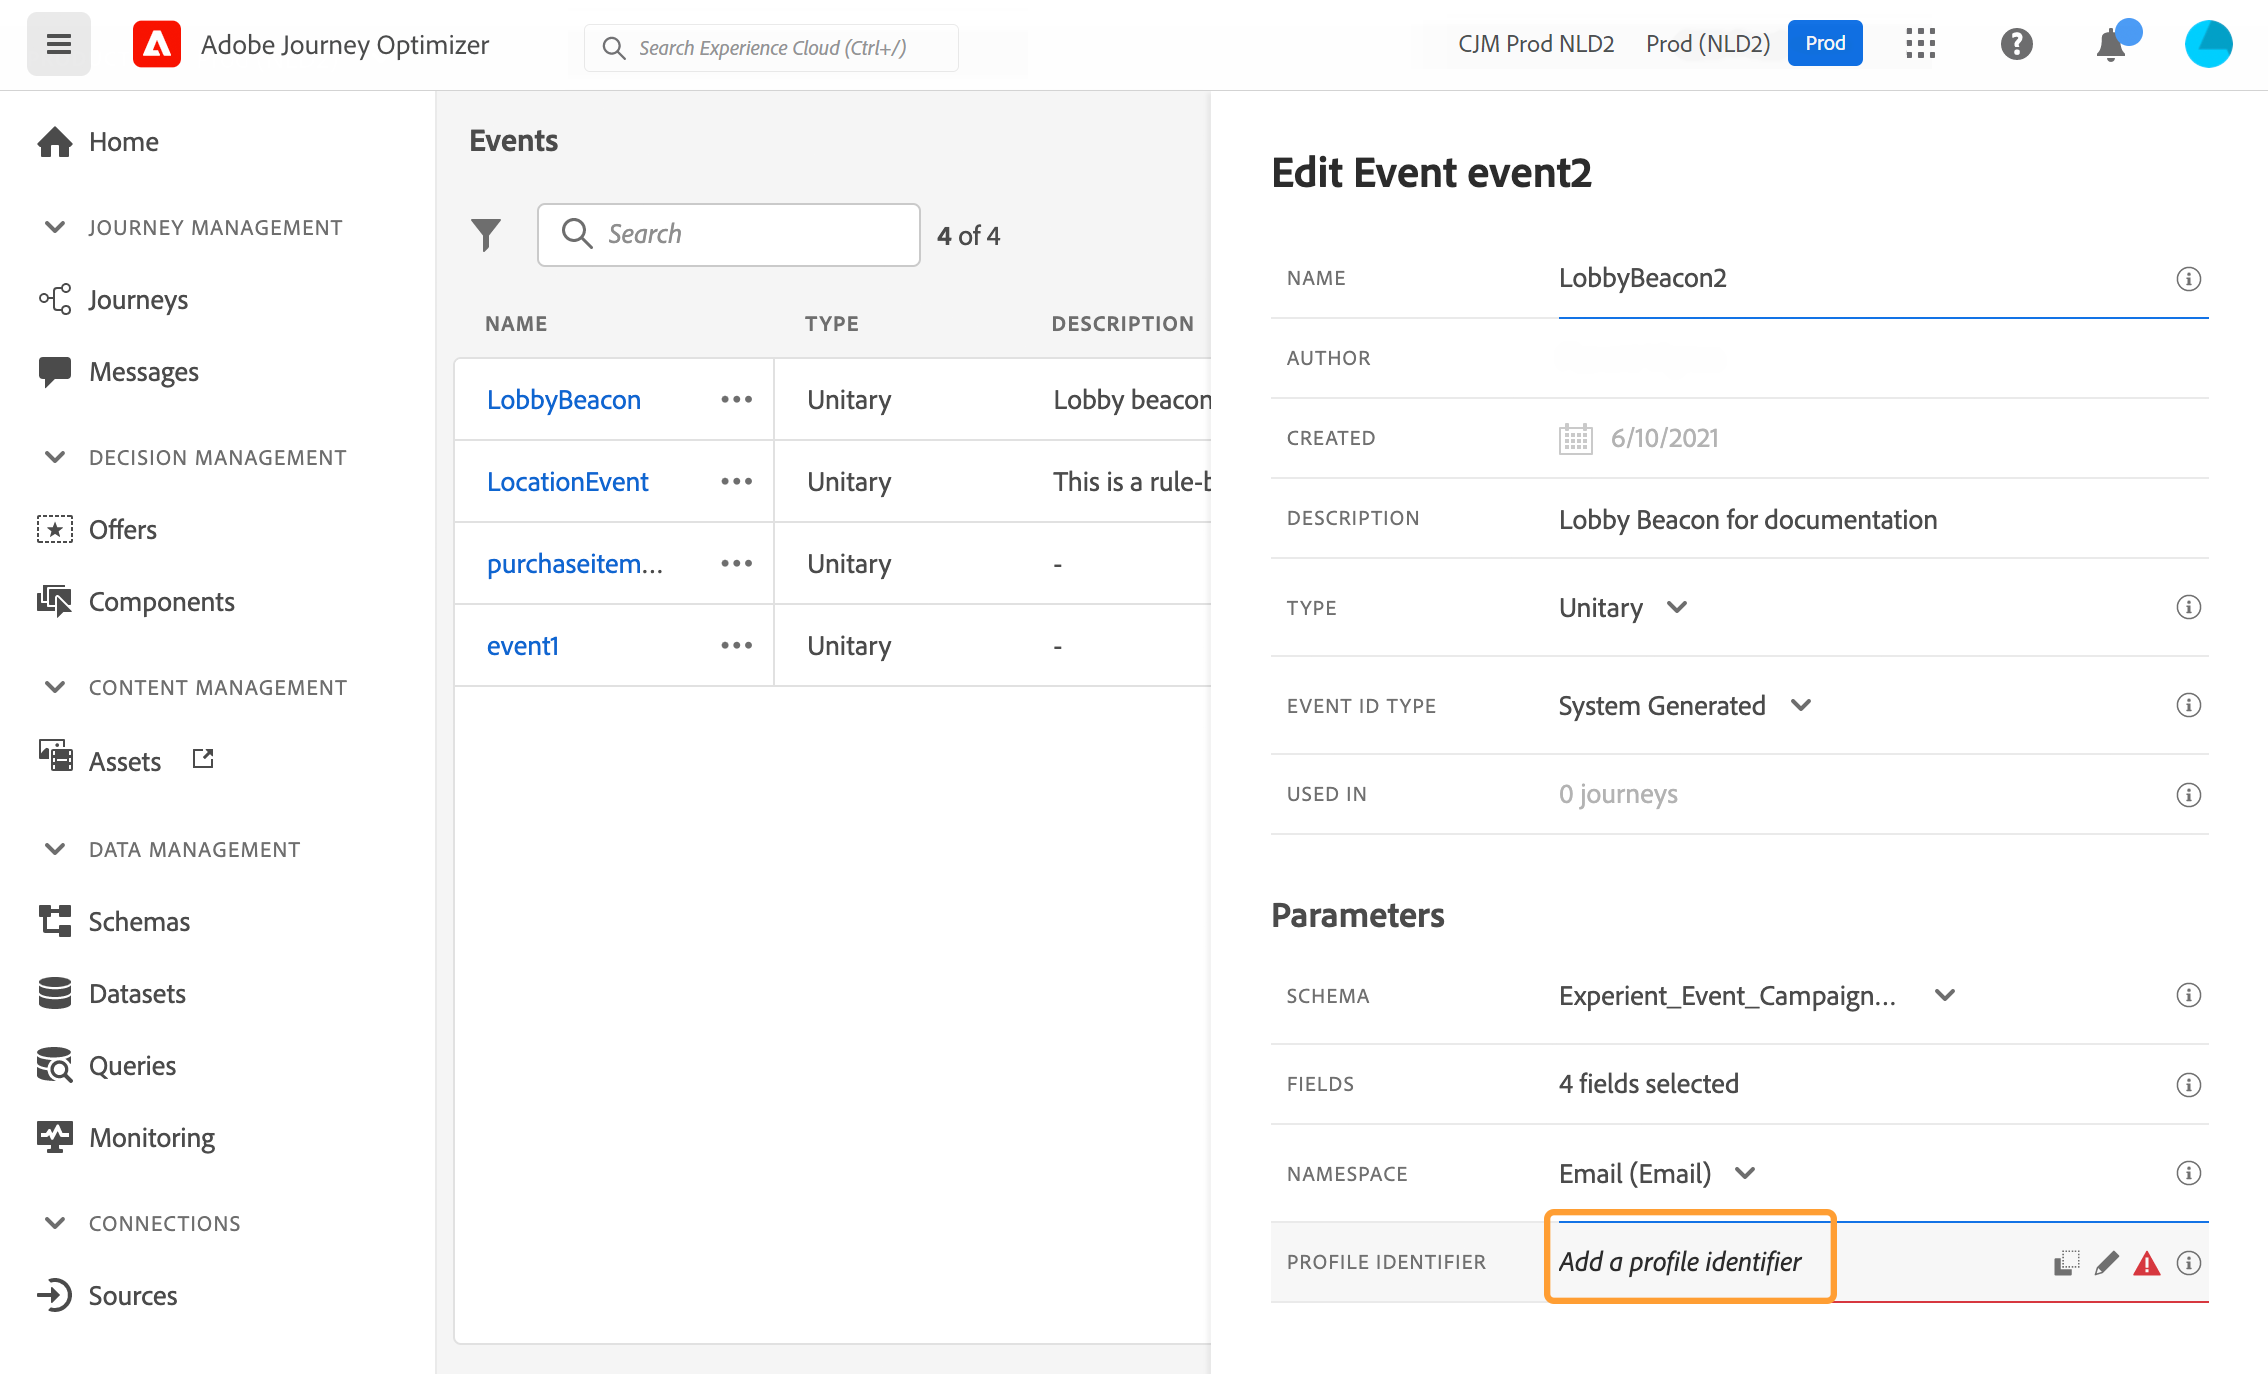 Adobe Journey Optimizer
Search Experience Cloud (Ctrl+/)
CJM Prod NLD2
Prod (NLD2)
Prod
Home
JOURNEY MANAGEMENT
Journeys
Messages
DECISION MANAGEMENT
Offers
Components
CONTENT MANAGEMENT
Assets
DATA MANAGEMENT
Schemas
Datasets
Queries
Monitoring
CONNECTIONS
Sources
Events
Search
4 of 4
NAME TYPE DESCRIPTION
LobbyBeacon ••• Unitary Lobby beacon
LocationEvent ••• Unitary This is a rule-b
purchaseitem... ••• Unitary -
event1 ••• Unitary -
Edit Event event2
NAME LobbyBeacon2
AUTHOR
CREATED 6/10/2021
DESCRIPTION Lobby Beacon for documentation
TYPE Unitary
EVENT ID TYPE System Generated
USED IN 0 journeys
Parameters
SCHEMA Experient_Event_Campaign...
FIELDS 4 fields selected
NAMESPACE Email (Email)
PROFILE IDENTIFIER Add a profile identifier